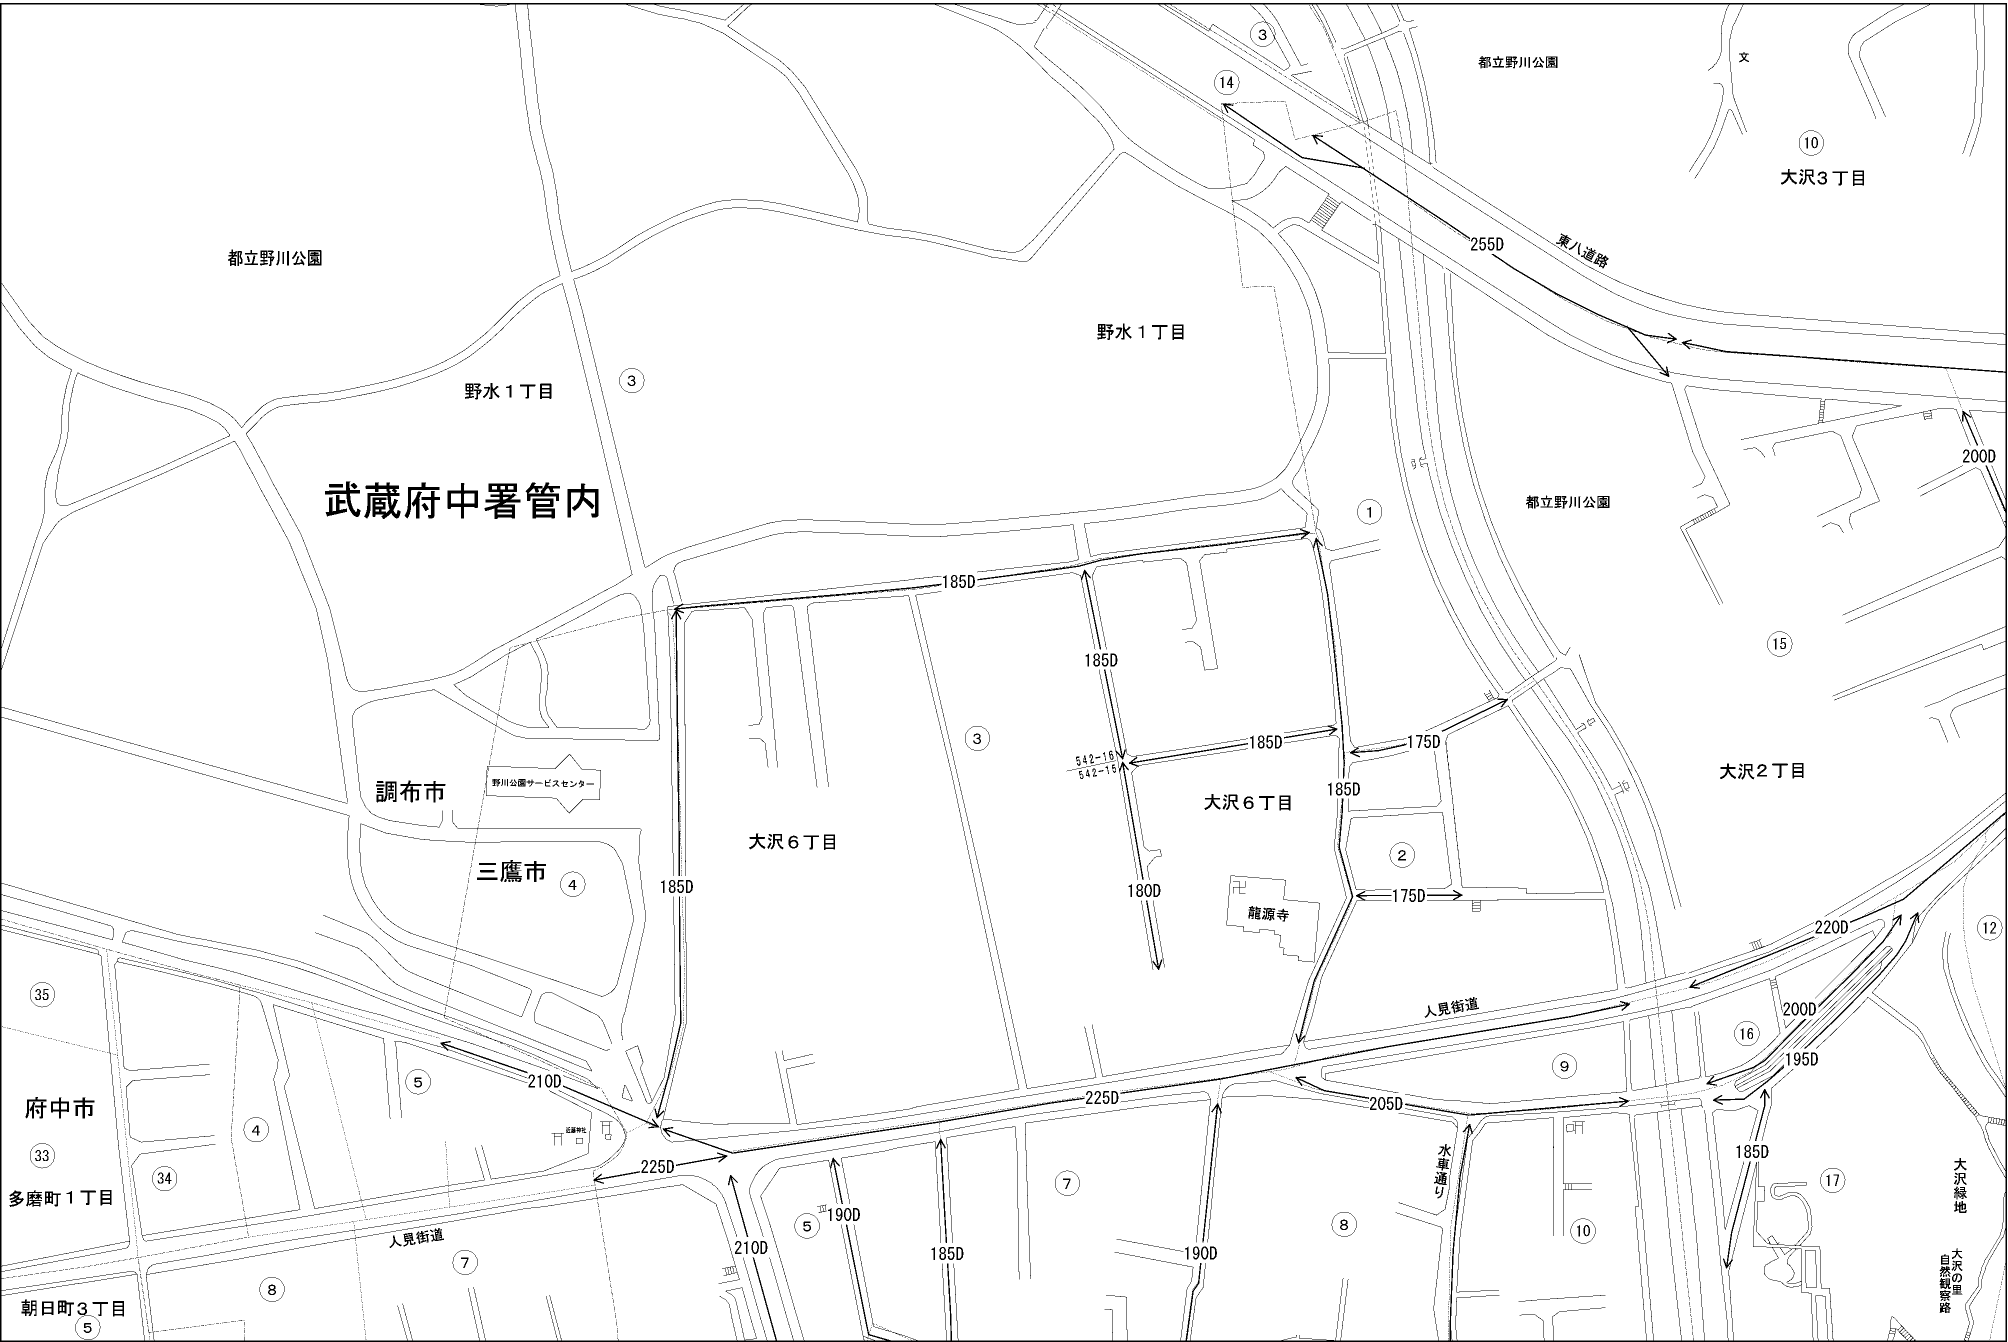 3
都立野川公園
文
14
10
大沢3丁目
255D
東八道路
都立野川公園
野水1丁目
3
野水1丁目
200D
武蔵府中署管内
都立野川公園
1
185D
15
185D
3
185D
175D
542-16
542-15
大沢2丁目
野川公園サービスセンター
調布市
185D
大沢6丁目
大沢6丁目
2
三鷹市
4
185D
180D
175D
龍源寺
220D
12
35
人見街道
200D
16
195D
9
210D
5
225D
205D
府中市
4
近藤神社
33
225D
185D
水車通り
34
7
17
大沢緑地
多磨町1丁目
5
190D
8
10
人見街道
210D
185D
190D
7
8
大沢の里
自然観察路
朝日町3丁目
5